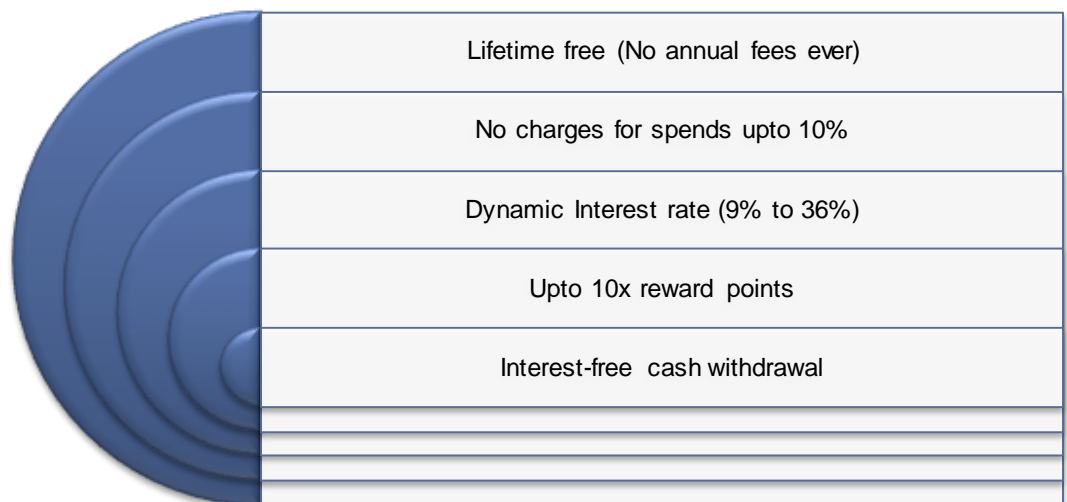 Lifetime free (No annual fees ever)
No charges for spends upto 10%
Dynamic Interest rate (9% to 36%)
Upto 10x reward points
Interest-free cash withdrawal